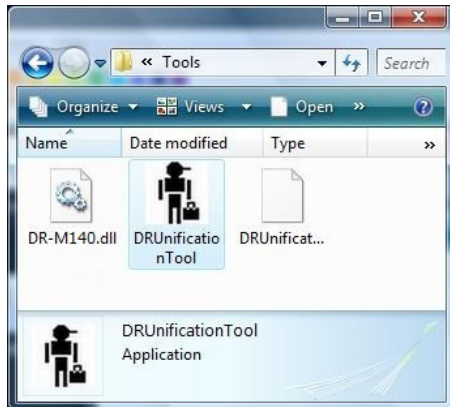 « Tools
Search
Organize Views Open »
Name Date modified Type »
DR-M140.dll DRUnificatio DRUnificat...
nTool
DRUnificationTool
Application